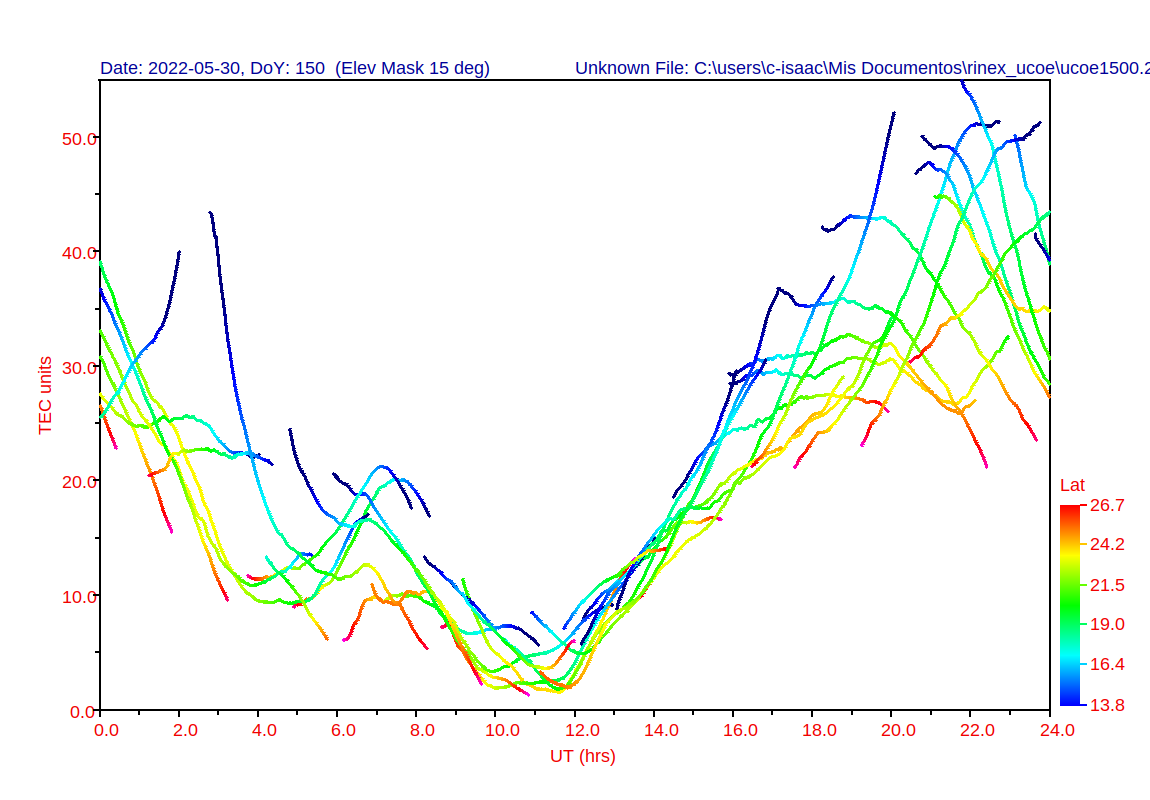 Date: 2022-05-30, DoY: 150 (Elev Mask 15 deg) Unknown File: C:\users\c-isaac\Mis Documentos\rinex_ucoe\ucoe1500.2
50.0
40.0
30.0
20.0
10.0
0.0
TEC units
0.0 2.0 4.0 6.0 8.0 10.0 12.0 14.0 16.0 18.0 20.0 22.0 24.0
UT (hrs)
Lat
26.7
24.2
21.5
19.0
16.4
13.8